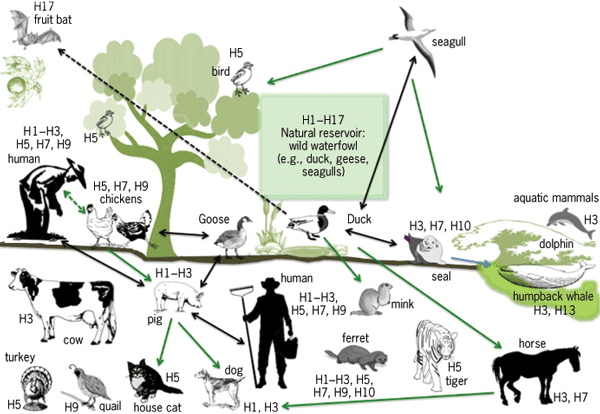 H17
fruit bat
seagull
H5
bird
H5
H1–H17
Natural reservoir:
wild waterfowl
(e.g., duck, geese,
seagulls)
H1–H3,
H5, H7, H9
human
H5, H7, H9
chickens
Goose
Duck
H3, H7, H10
seal
aquatic mammals
H3
dolphin
humpback whale
H3, H13
H3
cow
H1–H3
pig
human
H1–H3,
H5, H7, H9
mink
ferret
H1–H3, H5,
H7, H9, H10
H5
tiger
horse
H3, H7
turkey
H5
H9
quail
H5
house cat
dog
H1, H3